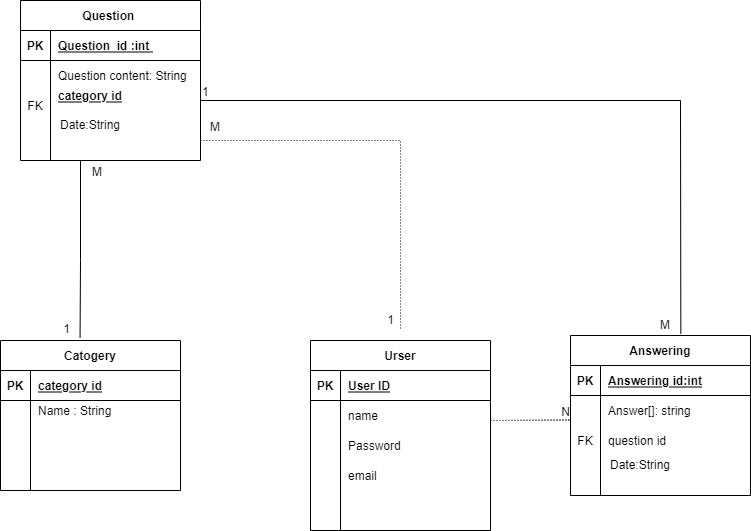 Question
PK Question_id :int
Question content: String
category id
FK
Date:String
1
M
M
1
1
M
Catogery
PK category id
Name : String
Urser
PK User ID
name
Password
email
N
Answering
PK Answering id:int
Answer[]: string
FK question id
Date:String